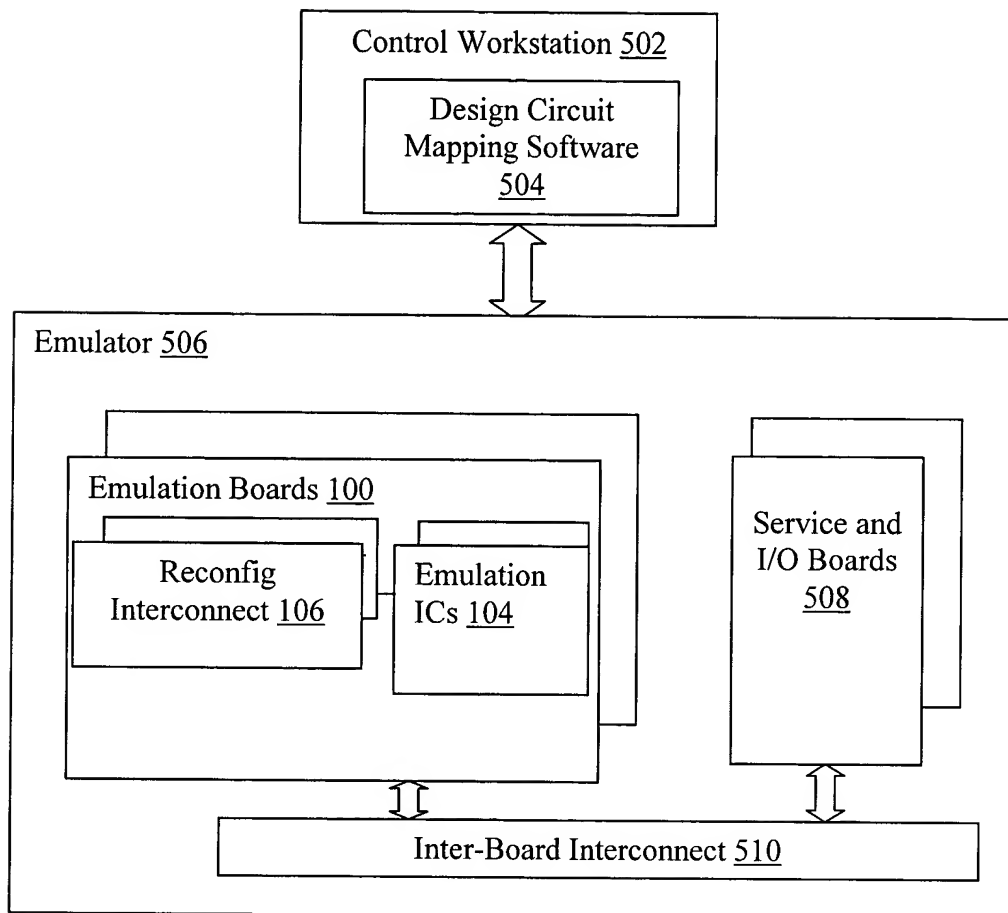 Control Workstation 502
Design Circuit
Mapping Software
504
Emulator 506
Emulation Boards 100
Reconfig
Interconnect 106
Emulation
ICs 104
Service and
I/O Boards
508
Inter-Board Interconnect 510